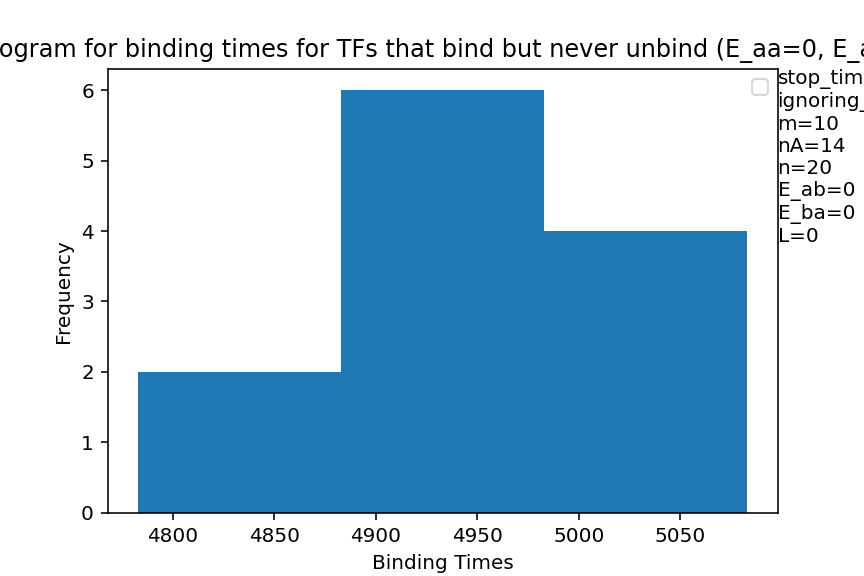 ogram for binding times for TFs that bind but never unbind (E_aa=0, E_a
stop_tim
ignoring_
m=10
nA=14
n=20
E_ab=0
E_ba=0
L=0
Frequency
6
5
4
3
2
1
0
4800 4850 4900 4950 5000 5050
Binding Times